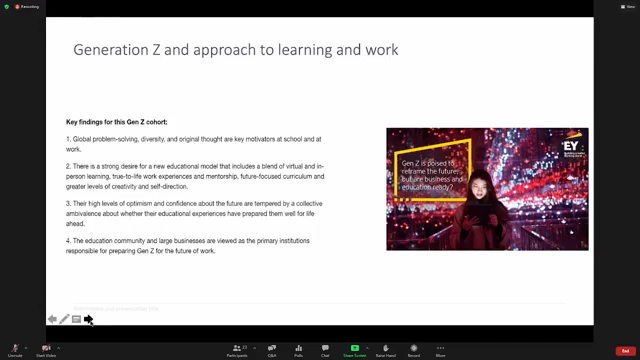 Recording
View
Generation Z and approach to learning and work
Key findings for this Gen Z cohort:
1. Global problem-solving, diversity, and original thought are key motivators at school and at
work.
2. There is a strong desire for a new educational model that includes a blend of virtual and in-
person learning, true-to-life work experiences and mentorship, future-focused curriculum and
greater levels of creativity and self-direction.
3. Their high levels of optimism and confidence about the future are tempered by a collective
ambivalence about whether their educational experiences have prepared them well for life
ahead.
4. The education community and large businesses are viewed as the primary institutions
responsible for preparing Gen Z for the future of work.
EY
Gen Z is poised to
reframe the future,
but are business and
education ready?
Unmute
Start Video
23
Participants
Q&A
Polls
Chat
Share Screen
Raise Hand
Record
More
End